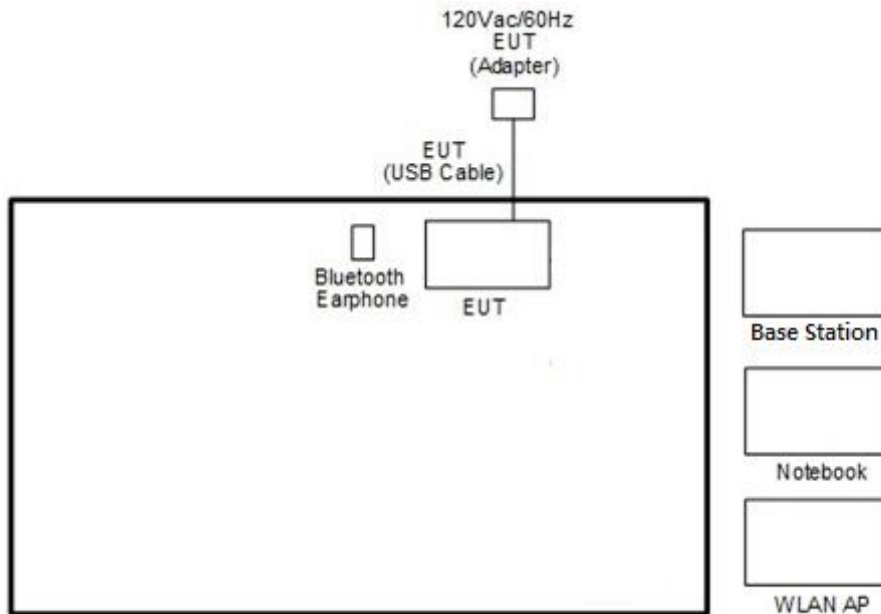 120Vac/60Hz
EUT
(Adapter)
EUT
(USB Cable)
Bluetooth
Earphone
EUT
Base Station
Notebook
WLAN AP